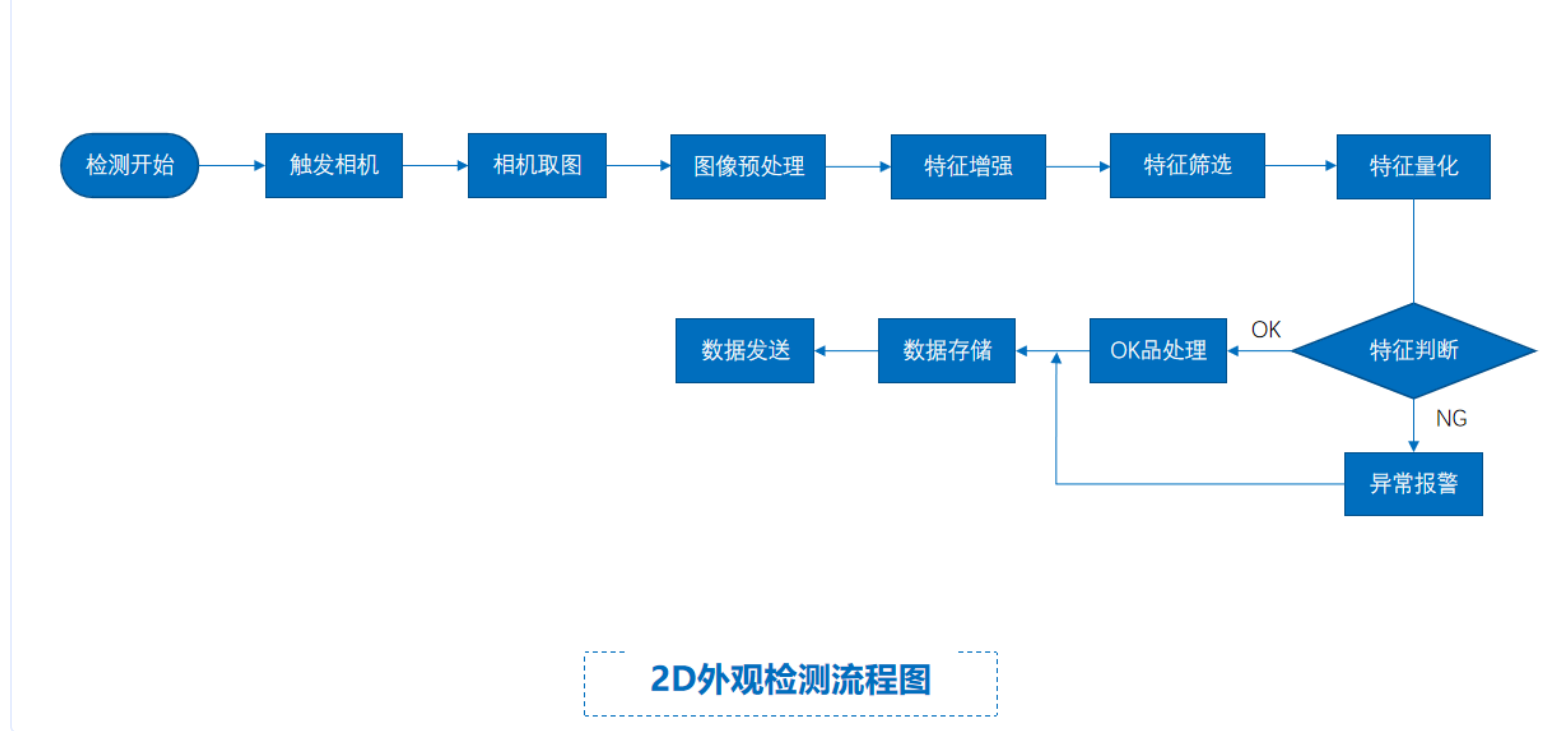 检测开始
触发相机
相机取图
图像预处理
特征增强
特征筛选
特征量化
数据发送
数据存储
OK品处理
OK
特征判断
NG
异常报警
2D外观检测流程图